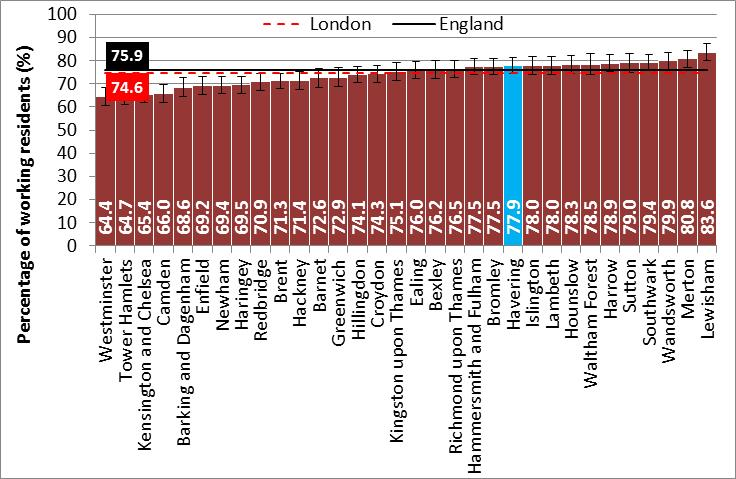 London
England
Percentage of working residents (%)
100
90
80
70
60
50
40
30
20
10
0
75.9
74.6
64.4
64.7
65.4
66.0
68.6
69.2
69.4
69.5
70.9
71.3
71.4
72.6
72.9
74.1
74.3
75.1
76.0
76.2
76.5
77.5
77.5
77.9
78.0
78.0
78.3
78.5
78.9
79.0
79.4
79.9
80.8
83.6
Westminster
Tower Hamlets
Kensington and Chelsea
Camden
Barking and Dagenham
Enfield
Newham
Haringey
Redbridge
Brent
Hackney
Barnet
Greenwich
Hillingdon
Croydon
Kingston upon Thames
Ealing
Bexley
Richmond upon Thames
Hammersmith and Fulham
Bromley
Havering
Islington
Lambeth
Hounslow
Waltham Forest
Harrow
Sutton
Southwark
Wandsworth
Merton
Lewisham